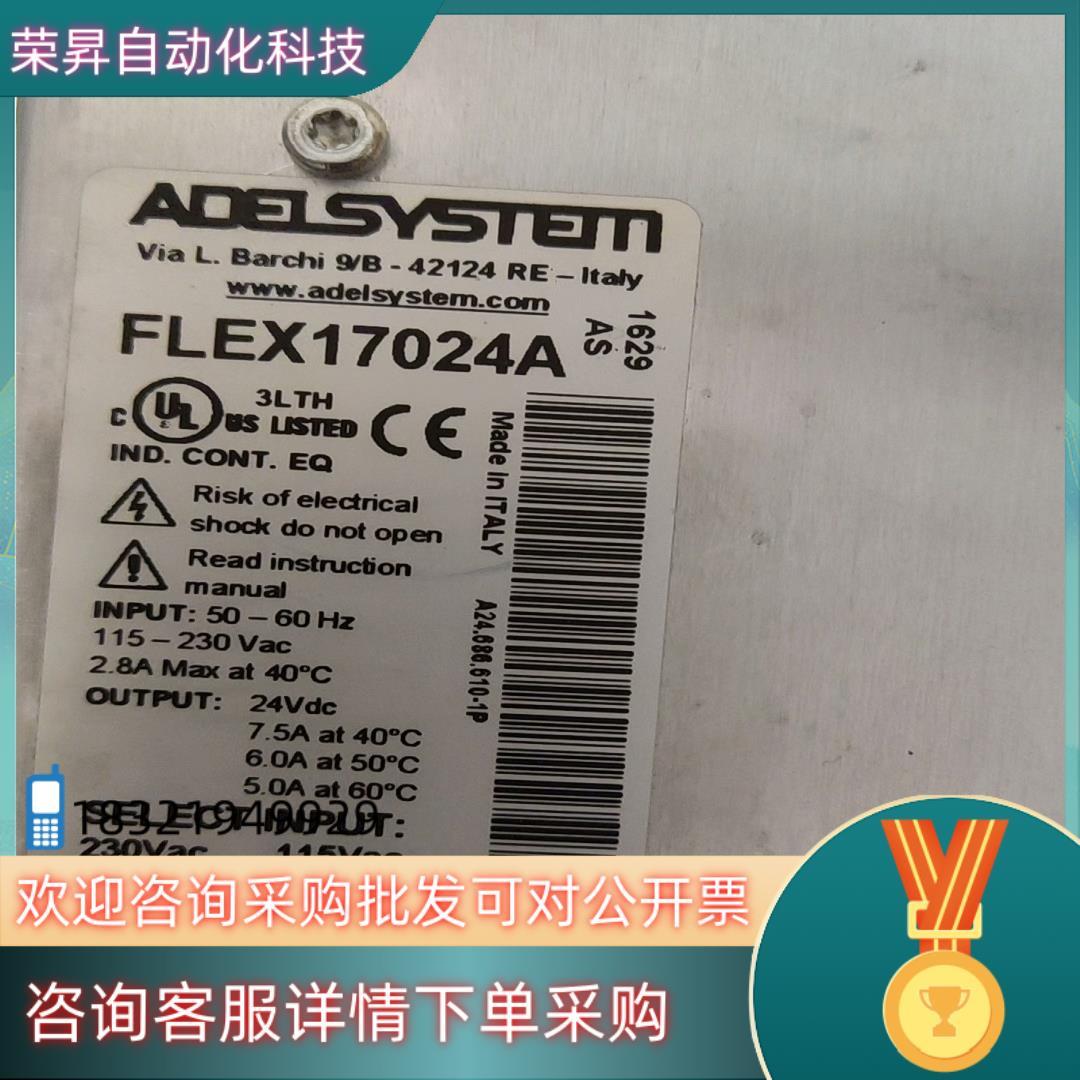 荣昇自动化科技
ADELSYSTEM
Via L. Barchi 9/B - 42124 RE – Italy
www.adelsystem.com
FLEX17024A
1629
AS
C UL US LISTED
3LTH
CE
IND. CONT. EQ
Made In ITALY
Risk of electrical
shock do not open
Read instruction
manual
A24.686.610-1P
INPUT: 50 – 60 Hz
115 – 230 Vac
2.8A Max at 40°C
OUTPUT: 24Vdc
7.5A at 40°C
6.0A at 50°C
5.0A at 60°C
SELECT INPUT:
230Vac 115Vac
欢迎咨询采购批发可对公开票
咨询客服详情下单采购